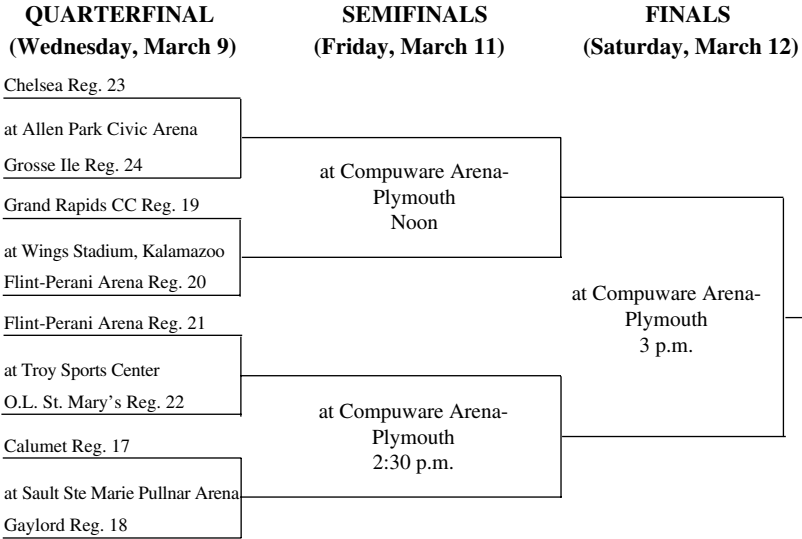 QUARTERFINAL
(Wednesday, March 9)
SEMIFINALS
(Friday, March 11)
FINALS
(Saturday, March 12)
Chelsea Reg. 23
at Allen Park Civic Arena
Grosse Ile Reg. 24
Grand Rapids CC Reg. 19
at Wings Stadium, Kalamazoo
Flint-Perani Arena Reg. 20
Flint-Perani Arena Reg. 21
at Troy Sports Center
O.L. St. Mary’s Reg. 22
Calumet Reg. 17
at Sault Ste Marie Pullnar Arena
Gaylord Reg. 18
at Compuware Arena-
Plymouth
Noon
at Compuware Arena-
Plymouth
2:30 p.m.
at Compuware Arena-
Plymouth
3 p.m.